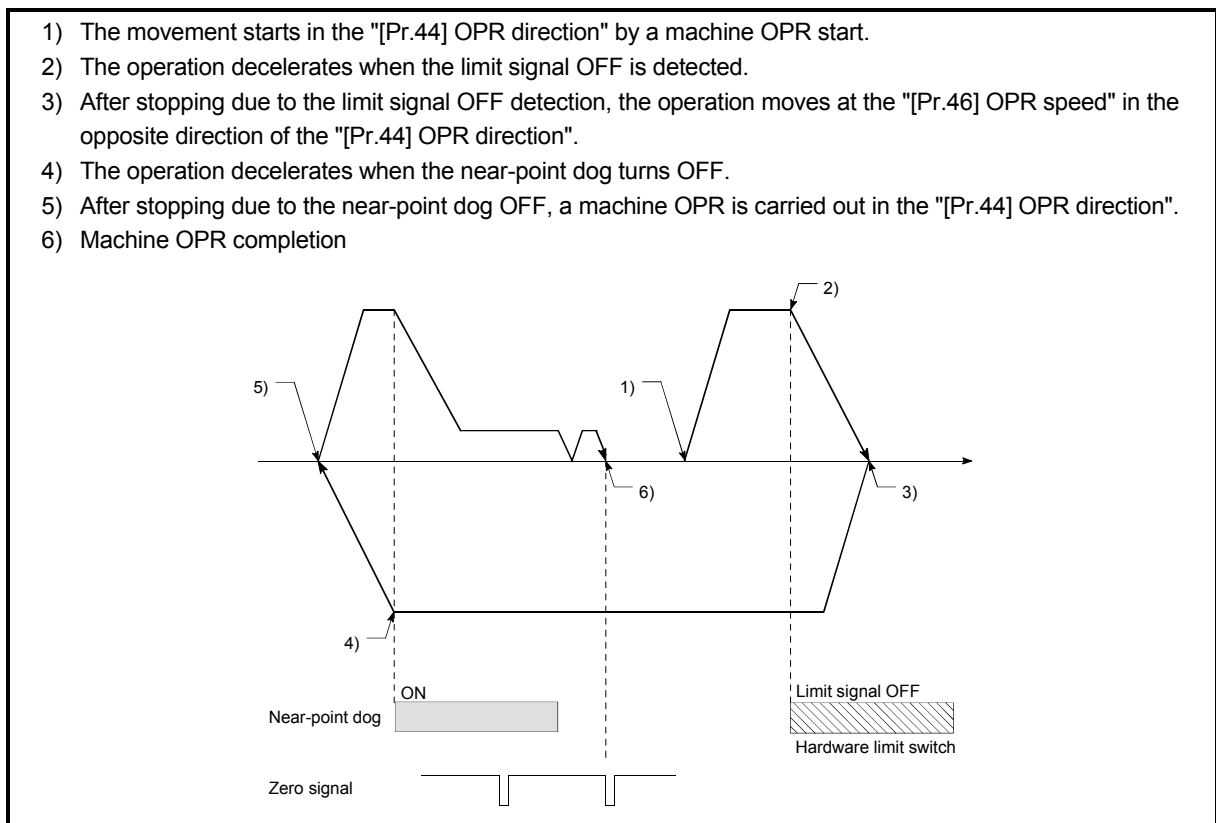 1) The movement starts in the "[Pr.44] OPR direction" by a machine OPR start.
2) The operation decelerates when the limit signal OFF is detected.
3) After stopping due to the limit signal OFF detection, the operation moves at the "[Pr.46] OPR speed" in the
opposite direction of the "[Pr.44] OPR direction".
4) The operation decelerates when the near-point dog turns OFF.
5) After stopping due to the near-point dog OFF, a machine OPR is carried out in the "[Pr.44] OPR direction".
6) Machine OPR completion
2)
5)
1)
6)
3)
4)
ON
Limit signal OFF
Near-point dog
Hardware limit switch
Zero signal